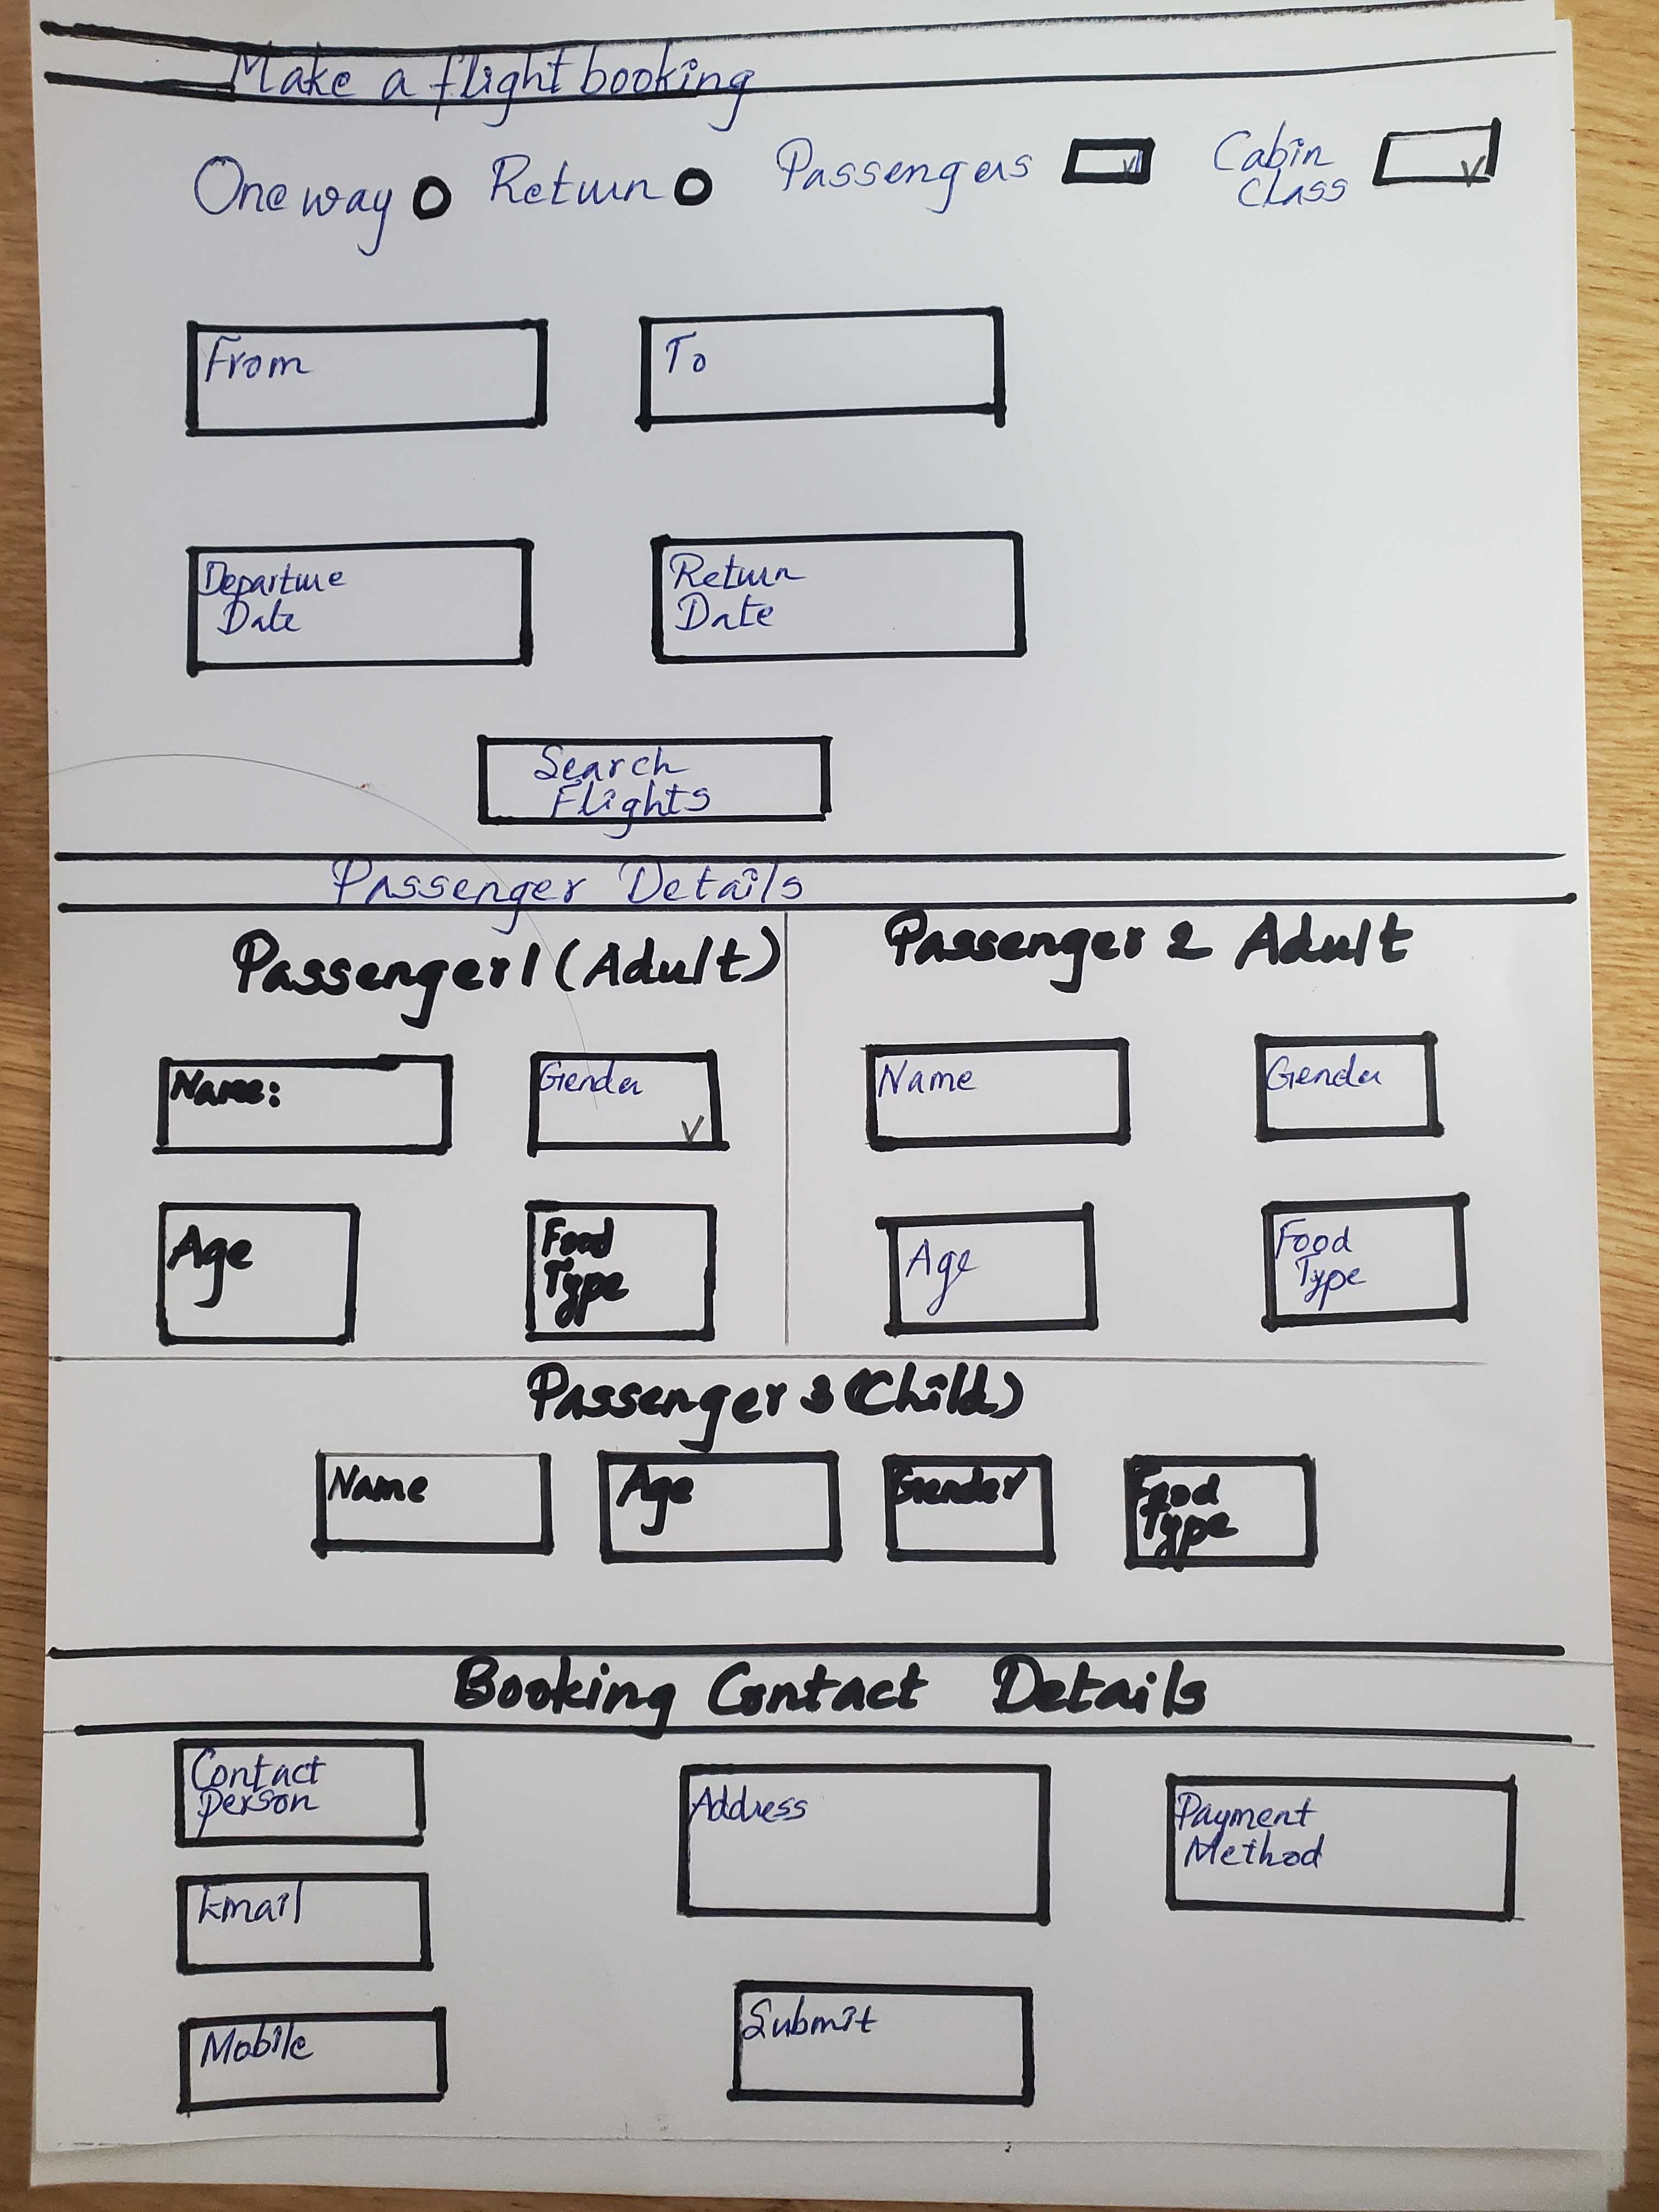 Make a flight booking
One way Return Passengers Cabin
Class
From To
Departure Return
Date Date
Search
Flights
Passenger Details
Passenger 1 (Adult) Passenger 2 Adult
Name: Gender Name Gender
Age Food
Type Age Food
Type
Passenger 3 (Child)
Name Age Gender Food
Type
Booking Contact Details
Contact
person
Address
Payment
Method
Email
Mobile
Submit